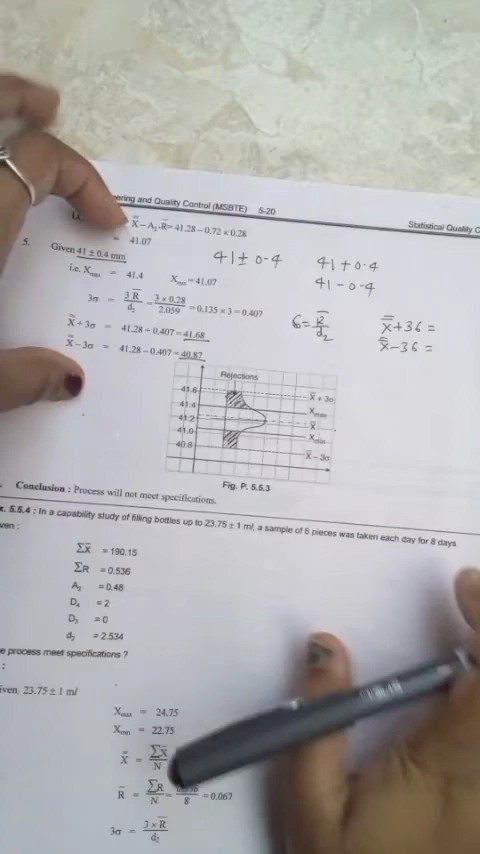 ering and Quality Control (MSBTE) 5-20
Statistical Quality C
X̿ – A₂.R̅ = 41.28 – 0.72 × 0.28
= 41.07
5. Given 41 ± 0.4 mm
41 ± 0.4
41 + 0.4
41 - 0.4
i.e. Xmax = 41.4 Xmin = 41.07
3σ = 3 R̅ / d₂ = 3 × 0.28 / 2.059 = 0.135 × 3 = 0.407
6 = R̅ / d₂
X̿ + 36 =
X̿ - 36 =
X̿ + 3σ = 41.28 + 0.407 = 41.68
X̿ – 3σ = 41.28 – 0.407 = 40.87
Rejections
41.6
41.4
41.2
41.0
40.8
X̿ + 3σ
Xmax
X̿
Xmin
X̿ – 3σ
Fig. P. 5.5.3
Conclusion : Process will not meet specifications.
x. 5.5.4 : In a capability study of filling bottles up to 23.75 ± 1 ml, a sample of 6 pieces was taken each day for 8 days.
ven :
ΣX̅ = 190.15
ΣR = 0.536
A₂ = 0.48
D₄ = 2
D₃ = 0
d₂ = 2.534
e process meet specifications ?
:
iven, 23.75 ± 1 ml
Xmax = 24.75
Xmin = 22.75
X̿ = ΣX̅ / N
R̅ = ΣR / N = / 8 = 0.067
3σ = 3 × R̅ / d₂